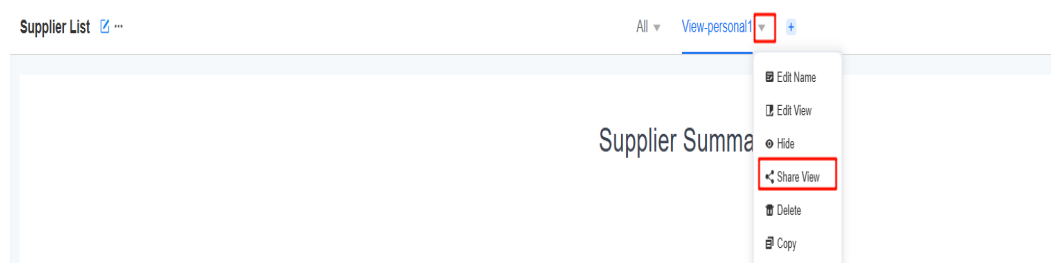 Supplier List ... All View-personal1 +
Edit Name
Edit View
Supplier Summa
Hide
Share View
Delete
Copy